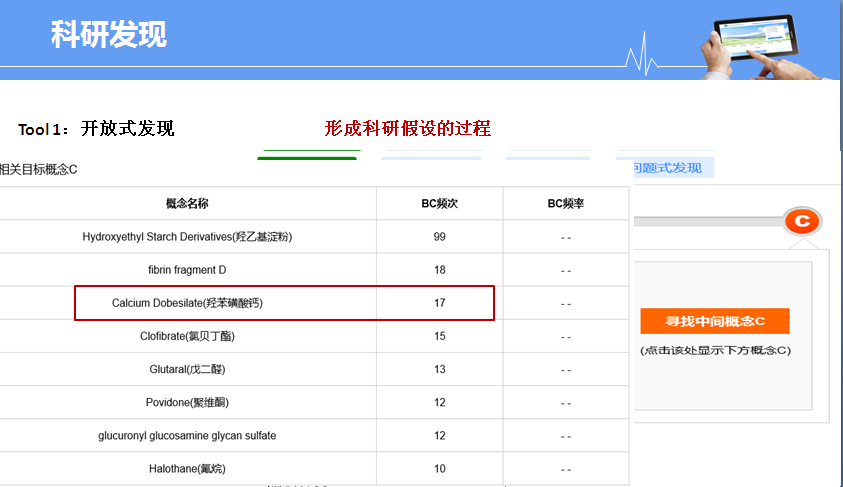 科研发现
Tool 1：开放式发现
形成科研假设的过程
相关目标概念C
问题式发现
概念名称 BC频次 BC频率
Hydroxyethyl Starch Derivatives(羟乙基淀粉) 99 - -
fibrin fragment D 18 - -
Calcium Dobesilate(羟苯磺酸钙) 17 - -
Clofibrate(氯贝丁酯) 15 - -
Glutaral(戊二醛) 13 - -
Povidone(聚维酮) 12 - -
glucuronyl glucosamine glycan sulfate 12 - -
Halothane(氟烷) 10 - -
C
寻找中间概念C
(点击该处显示下方概念C)